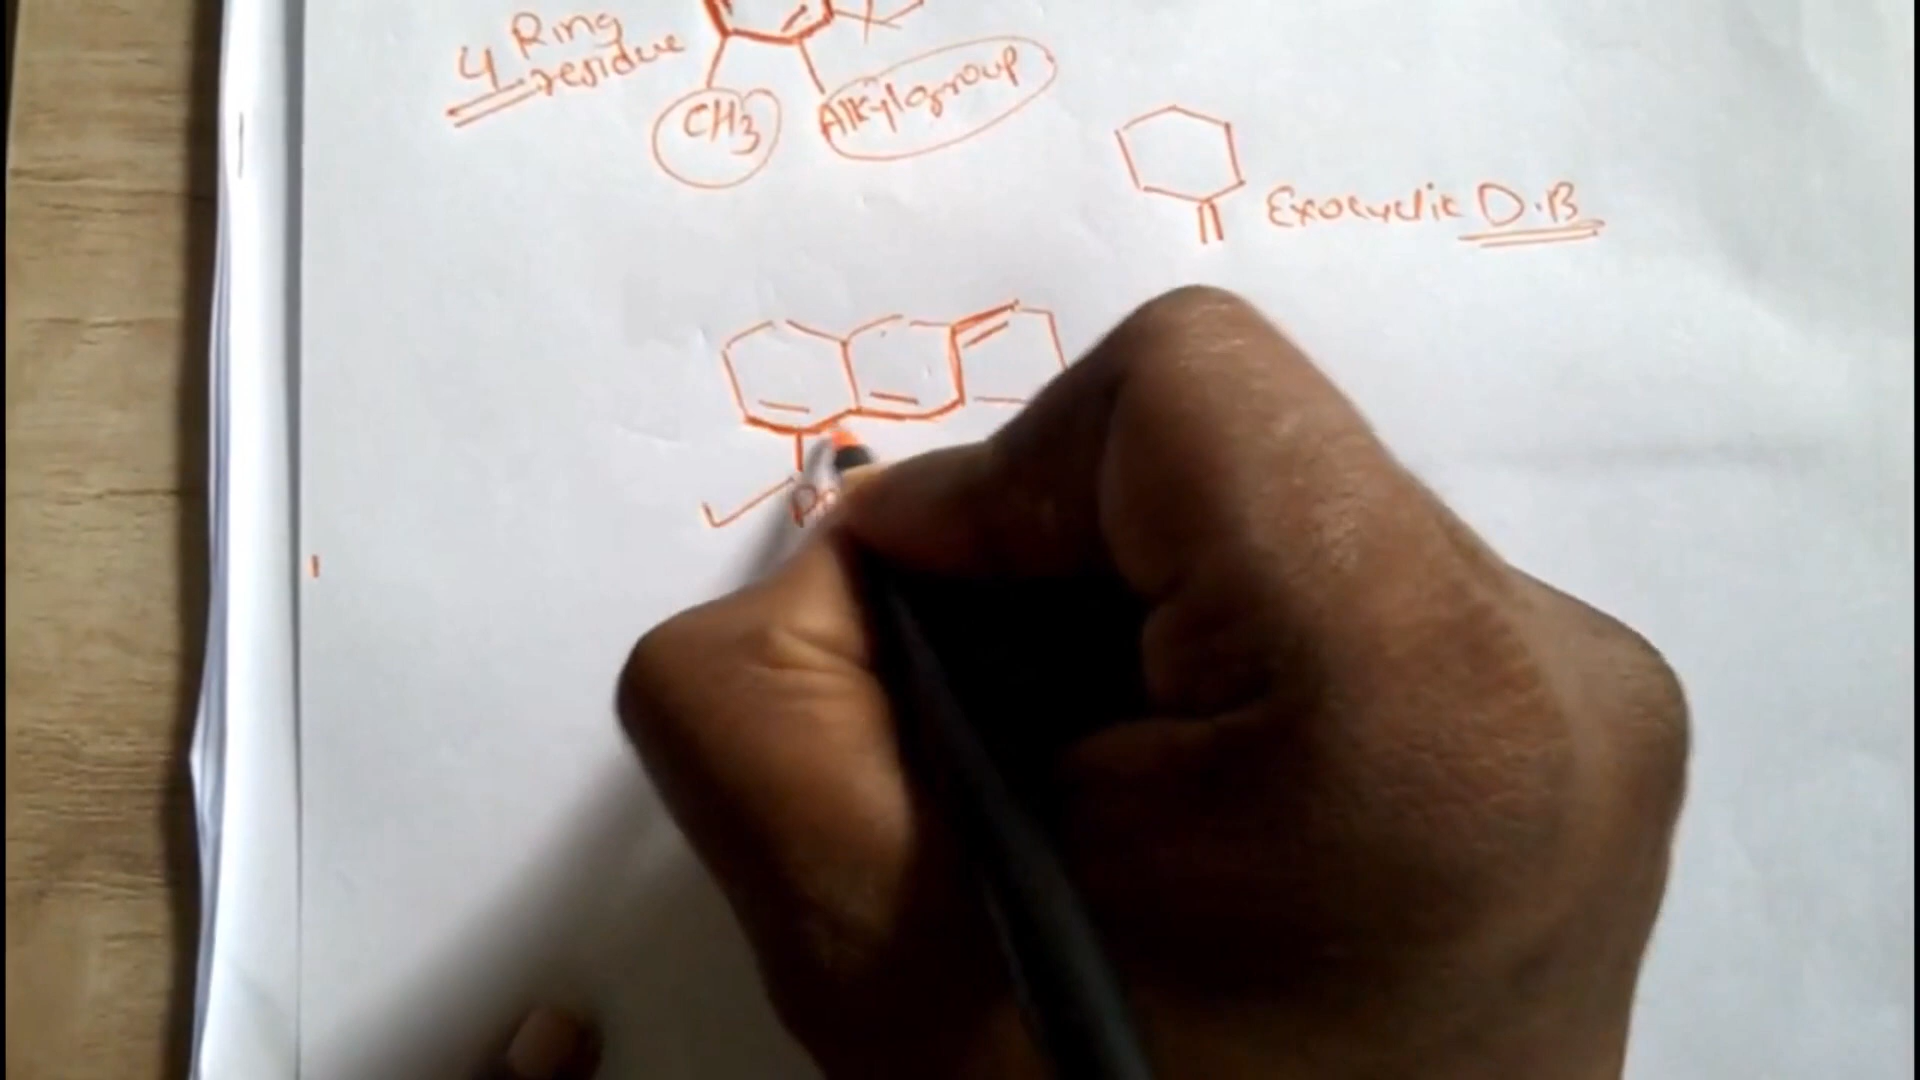 4 Ring
residue
CH3
Alkylgroup
Exocyclic D.B